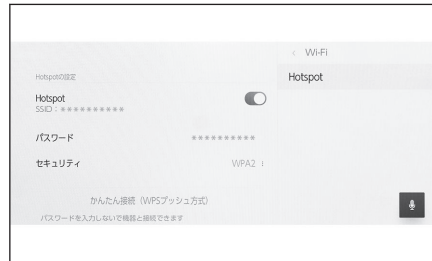 < Wi-Fi
Hotspotの設定
Hotspot
Hotspot
SSID：**********
パスワード
**********
セキュリティ
WPA2
かんたん接続（WPSプッシュ方式）
パスワードを入力しないで機器と接続できます